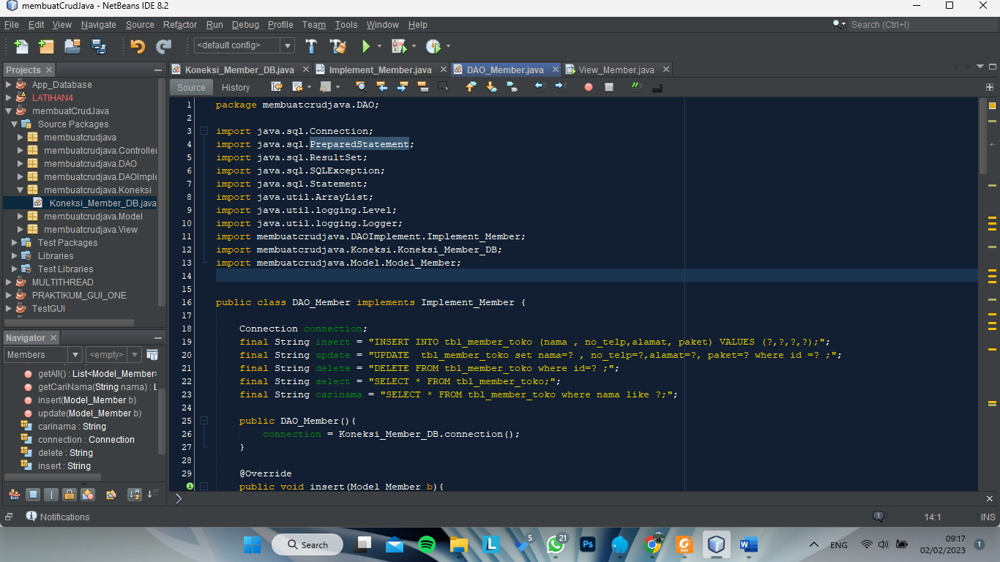 membuatCrudJava - NetBeans IDE 8.2
File Edit View Navigate Source Refactor Run Debug Profile Team Tools Window Help
Search (Ctrl+I)
<default config>
Projects
App_Database
LATIHAN4
membuatCrudJava
Source Packages
membuatcrudjava
membuatcrudjava.Controller
membuatcrudjava.DAO
membuatcrudjava.DAOImple
membuatcrudjava.Koneksi
Koneksi_Member_DB.java
membuatcrudjava.Model
membuatcrudjava.View
Test Packages
Libraries
Test Libraries
MULTITHREAD
PRAKTIKUM_GUI_ONE
TestGUI
Navigator
Members <empty>
getAll() : List<Model_Member>
getCariNama(String nama) : L
insert(Model_Member b)
update(Model_Member b)
carinama : String
connection : Connection
delete : String
insert : String
Koneksi_Member_DB.java Implement_Member.java DAO_Member.java View_Member.java
Source History
1 package membuatcrudjava.DAO;
2
3 import java.sql.Connection;
4 import java.sql.PreparedStatement;
5 import java.sql.ResultSet;
6 import java.sql.SQLException;
7 import java.sql.Statement;
8 import java.util.ArrayList;
9 import java.util.logging.Level;
10 import java.util.logging.Logger;
11 import membuatcrudjava.DAOImplement.Implement_Member;
12 import membuatcrudjava.Koneksi.Koneksi_Member_DB;
13 import membuatcrudjava.Model.Model_Member;
14
15
16 public class DAO_Member implements Implement_Member {
17
18 Connection connection;
19 final String insert = "INSERT INTO tbl_member_toko (nama , no_telp,alamat, paket) VALUES (?,?,?,?);";
20 final String update = "UPDATE  tbl_member_toko set nama=? , no_telp=?,alamat=?, paket=? where id =? ;";
21 final String delete = "DELETE FROM tbl_member_toko where id=? ;";
22 final String select = "SELECT * FROM tbl_member_toko;";
23 final String carinama = "SELECT * FROM tbl_member_toko where nama like ?;";
24
25 public DAO_Member(){
26 connection = Koneksi_Member_DB.connection();
27 }
28
29 @Override
public void insert(Model_Member b){
Notifications
1
14:1 INS
Search
5
21
Ps
L
W
ENG
09:17
02/02/2023
1